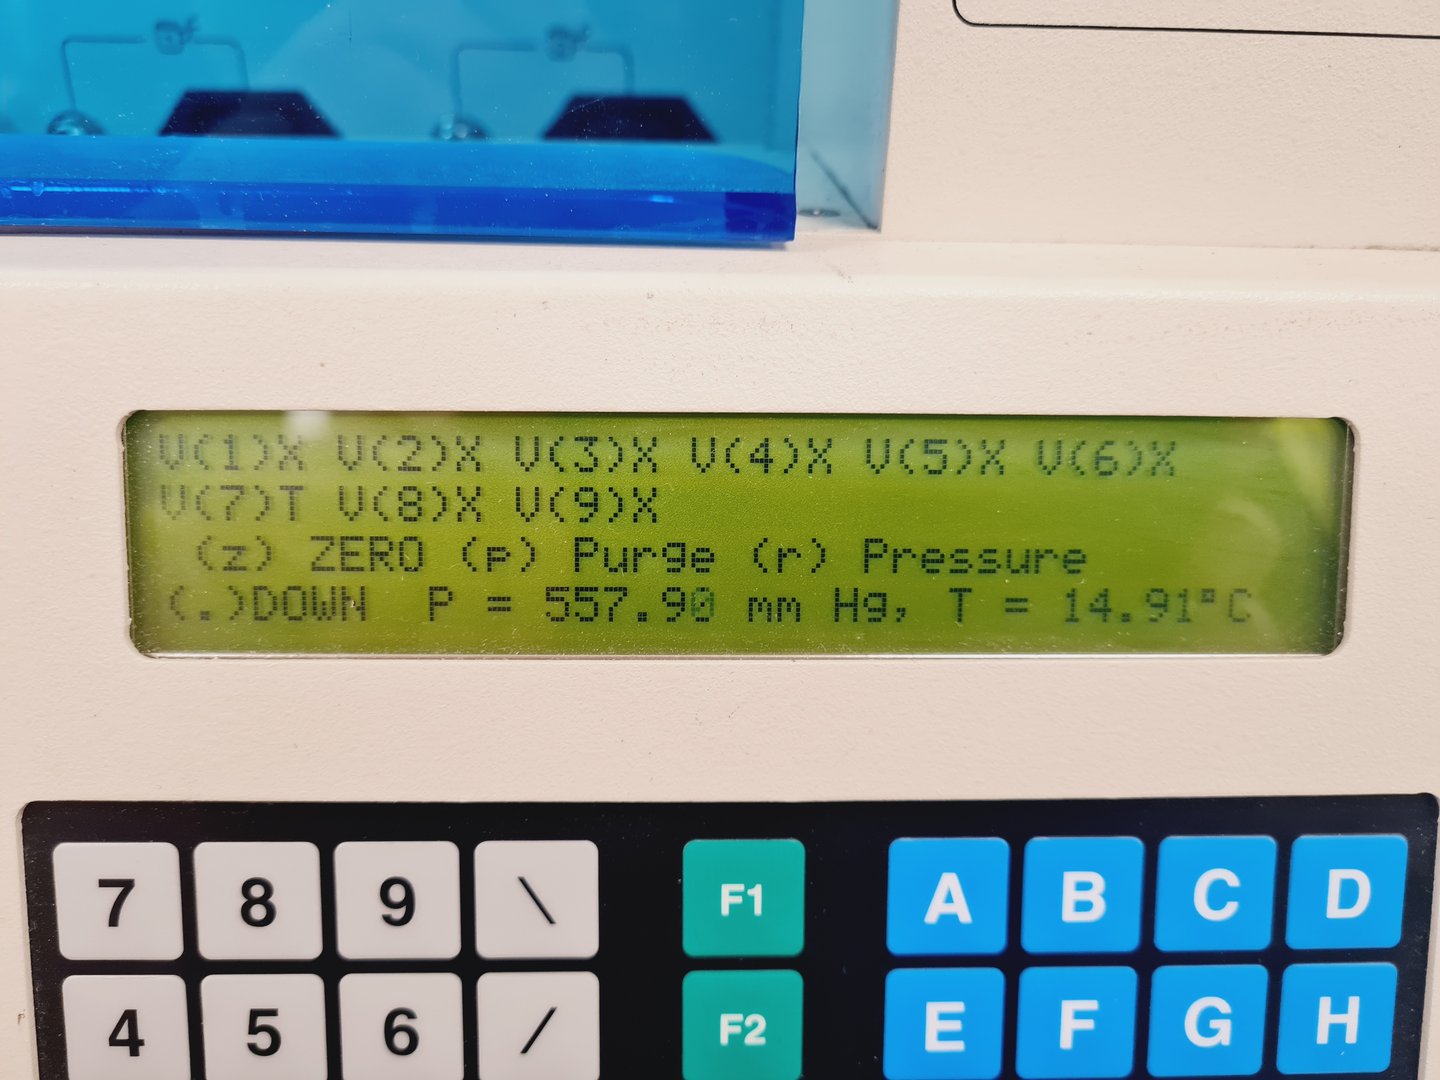 V(1)X V(2)X V(3)X V(4)X V(5)X V(6)X
V(7)T V(8)X V(9)X
(z) ZERO (p) Purge (r) Pressure
(.)DOWN P = 557.90 mm Hg, T = 14.91°C
7 8 9 \ F1 A B C D
4 5 6 / F2 E F G H